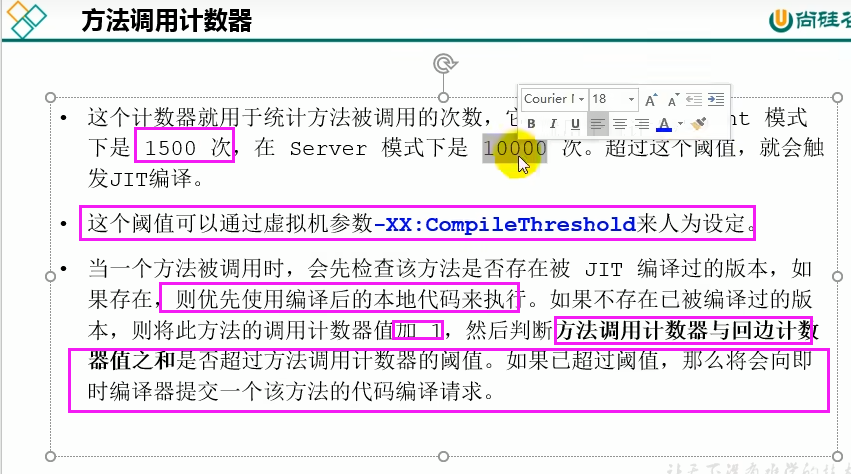 方法调用计数器
尚硅
Courier 18
这个计数器就用于统计方法被调用的次数, 模式
B I U A
下是 1500 次, 在 Server 模式下是 10000 次。超过这个阈值, 就会触
发JIT编译。
这个阈值可以通过虚拟机参数-XX:CompileThreshold来人为设定。
当一个方法被调用时, 会先检查该方法是否存在被 JIT 编译过的版本, 如
果存在, 则优先使用编译后的本地代码来执行。如果不存在已被编译过的版
本, 则将此方法的调用计数器值加 1, 然后判断方法调用计数器与回边计数
器值之和是否超过方法调用计数器的阈值。如果已超过阈值, 那么将会向即
时编译器提交一个该方法的代码编译请求。